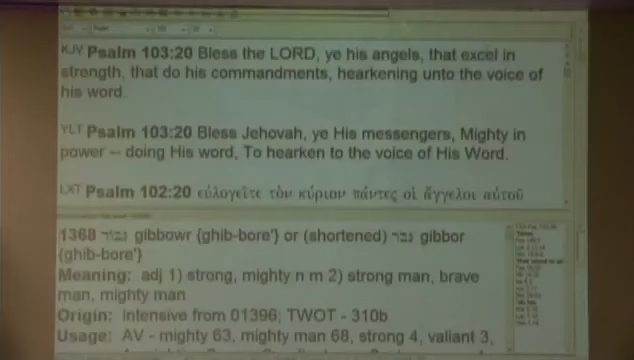 KJV Psalm 103:20 Bless the LORD, ye his angels, that excel in
strength, that do his commandments, hearkening unto the voice of
his word.
YLT Psalm 103:20 Bless Jehovah, ye His messengers, Mighty in
power -- doing His word, To hearken to the voice of His Word.
LXT Psalm 102:20 εὐλογεῖτε τὸν κύριον πάντες οἱ ἄγγελοι αὐτοῦ
1368 גבור gibbowr {ghib-bore'} or (shortened) גבר gibbor
{ghib-bore'}
Meaning: adj 1) strong, mighty n m 2) strong man, brave
man, mighty man
Origin: intensive from 01396; TWOT - 310b
Usage: AV - mighty 63, mighty man 68, strong 4, valiant 3,